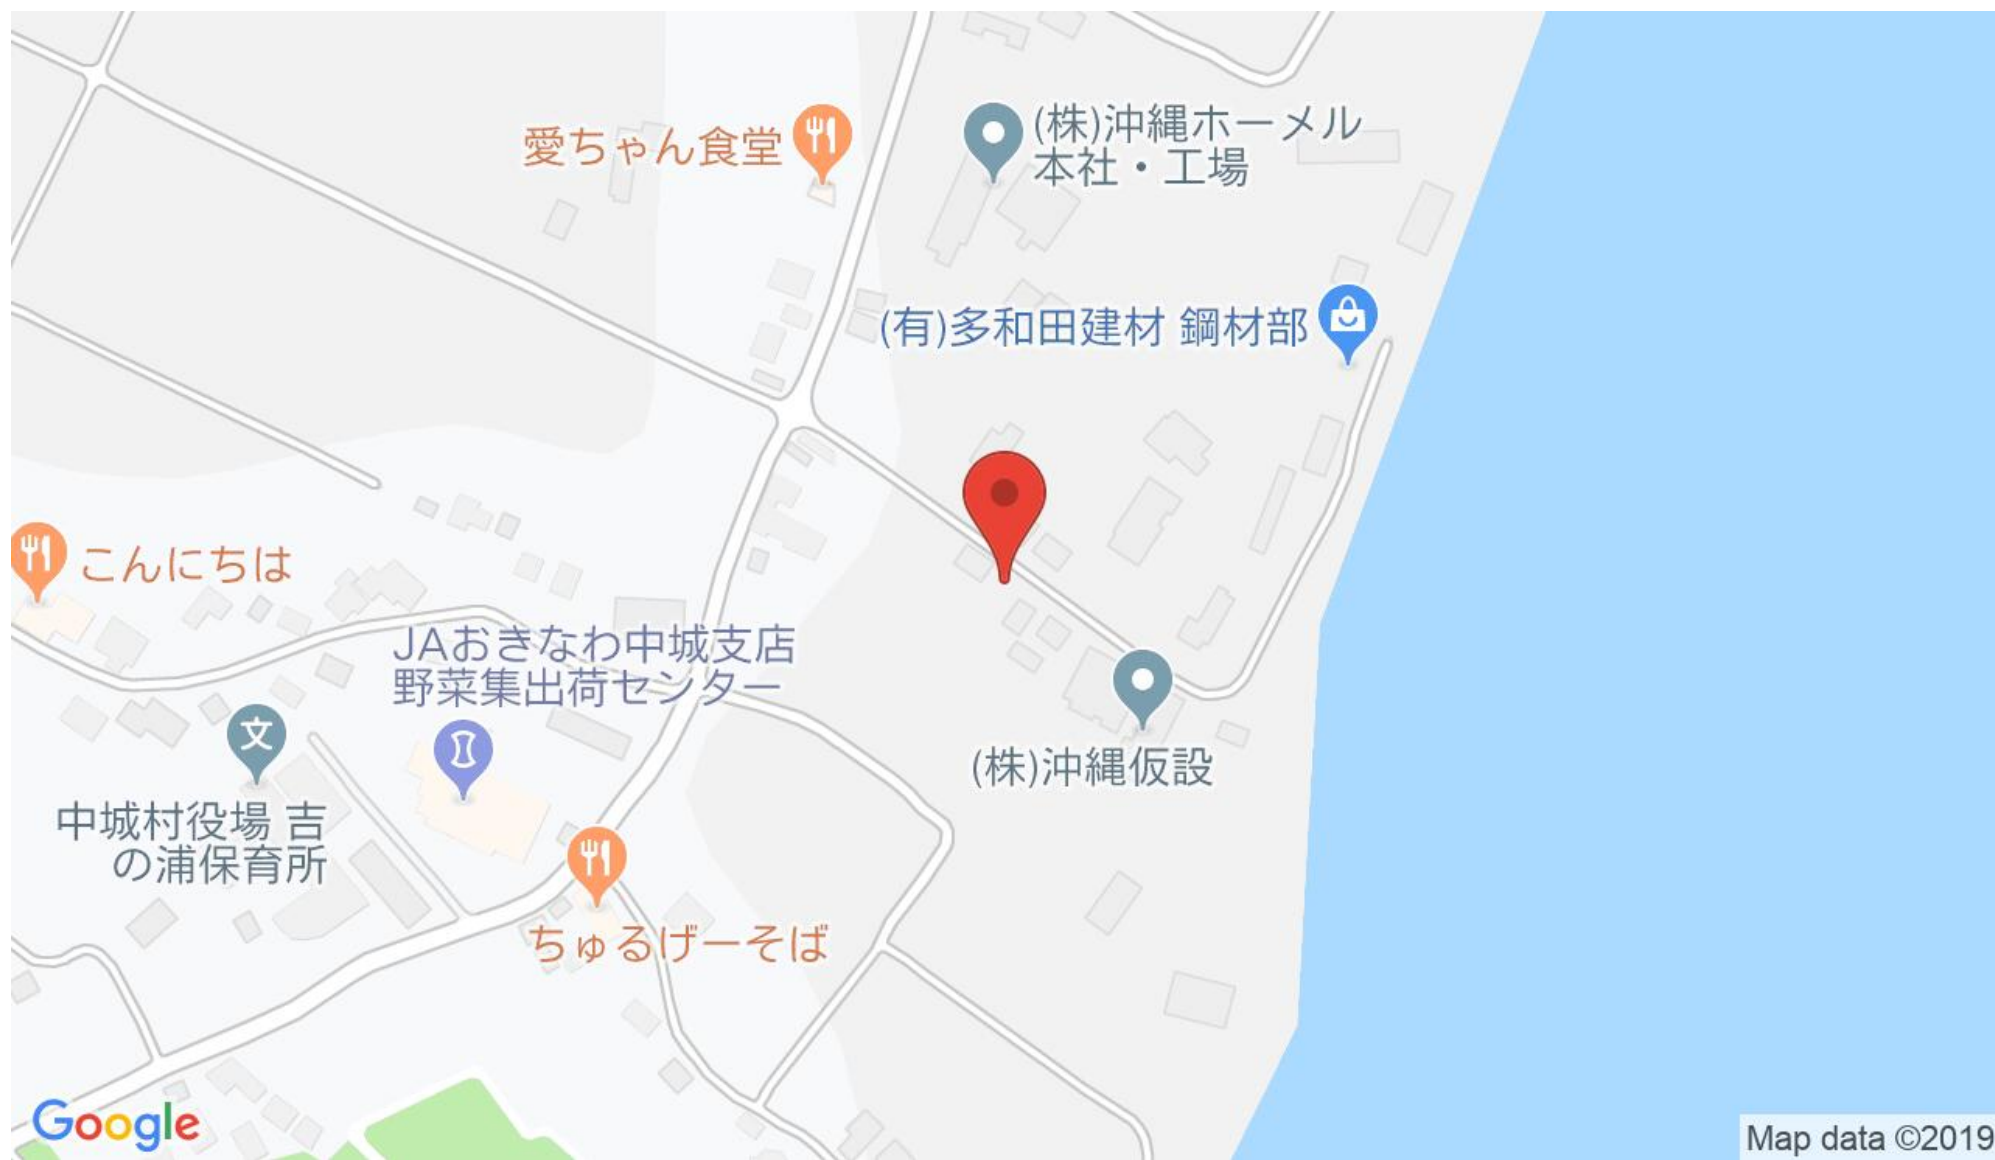 愛ちゃん食堂
(株)沖縄ホーメル
本社・工場
(有)多和田建材 鋼材部
こんにちは
JAおきなわ中城支店
野菜集出荷センター
文
(株)沖縄仮設
中城村役場 吉
の浦保育所
ちゅるげーそば
Google
Map data ©2019